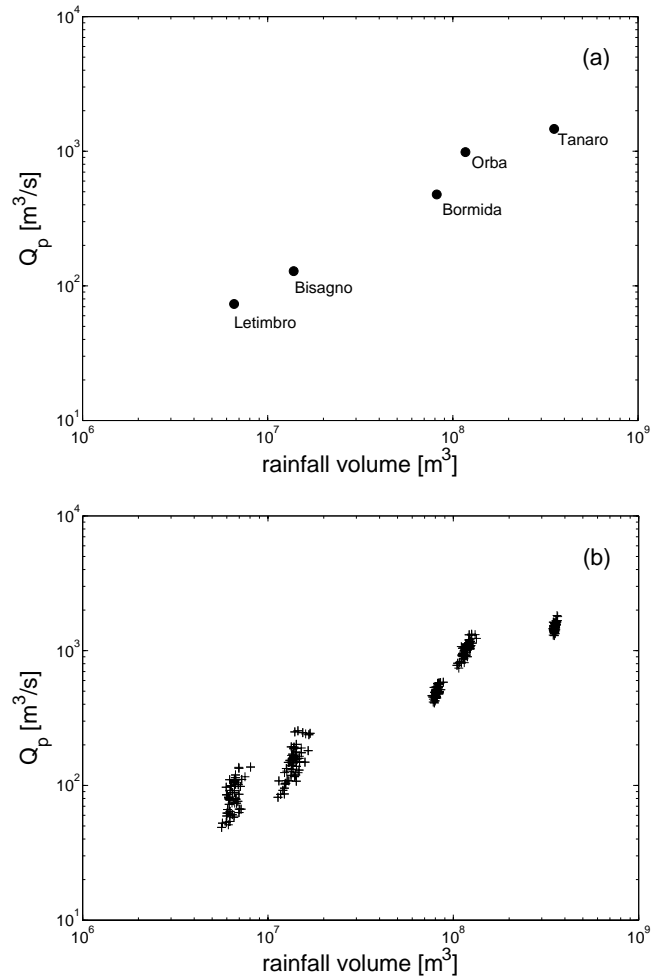 10^4
(a)
Tanaro
10^3
Orba
Q_p [m^3/s]
Bormida
10^2
Bisagno
Letimbro
10^1
10^6 10^7 10^8 10^9
rainfall volume [m^3]
10^4
(b)
10^3
Q_p [m^3/s]
10^2
10^1
10^6 10^7 10^8 10^9
rainfall volume [m^3]